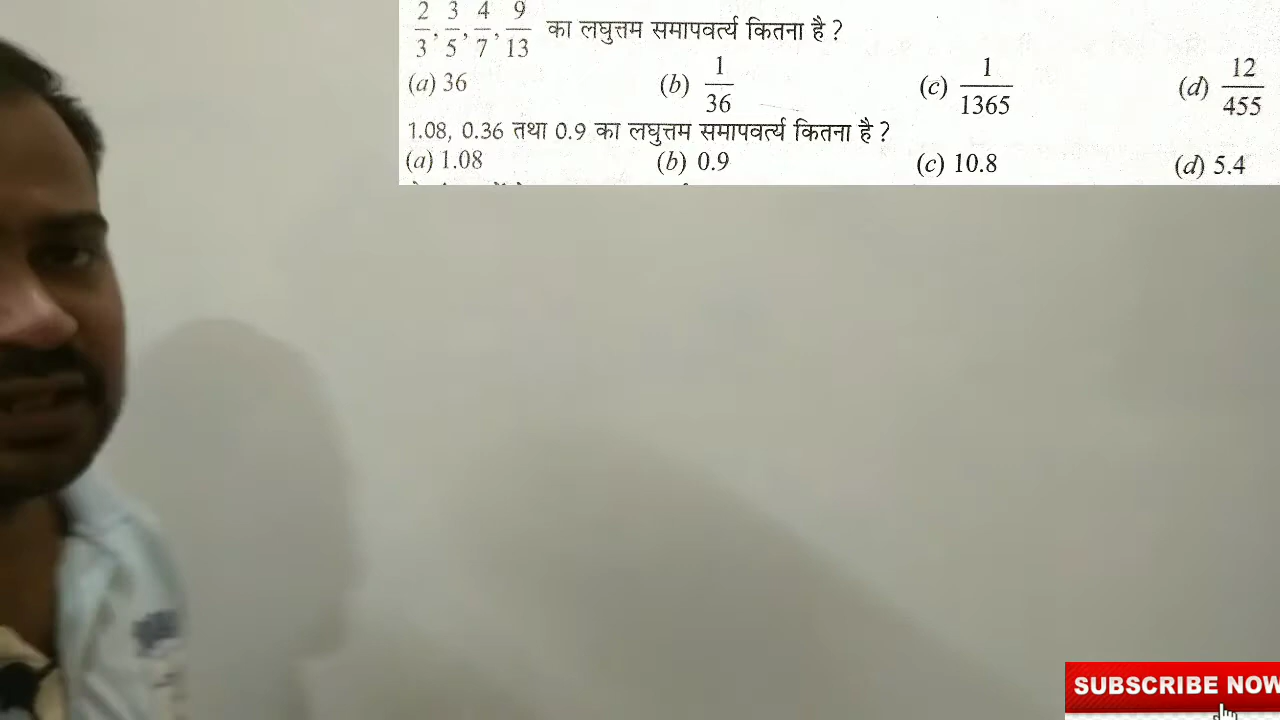 2/3, 3/5, 4/7, 9/13 का लघुत्तम समापवर्त्य कितना है ?
(a) 36 (b) 1/36 (c) 1/1365 (d) 12/455
1.08, 0.36 तथा 0.9 का लघुत्तम समापवर्त्य कितना है ?
(a) 1.08 (b) 0.9 (c) 10.8 (d) 5.4
SUBSCRIBE NOW